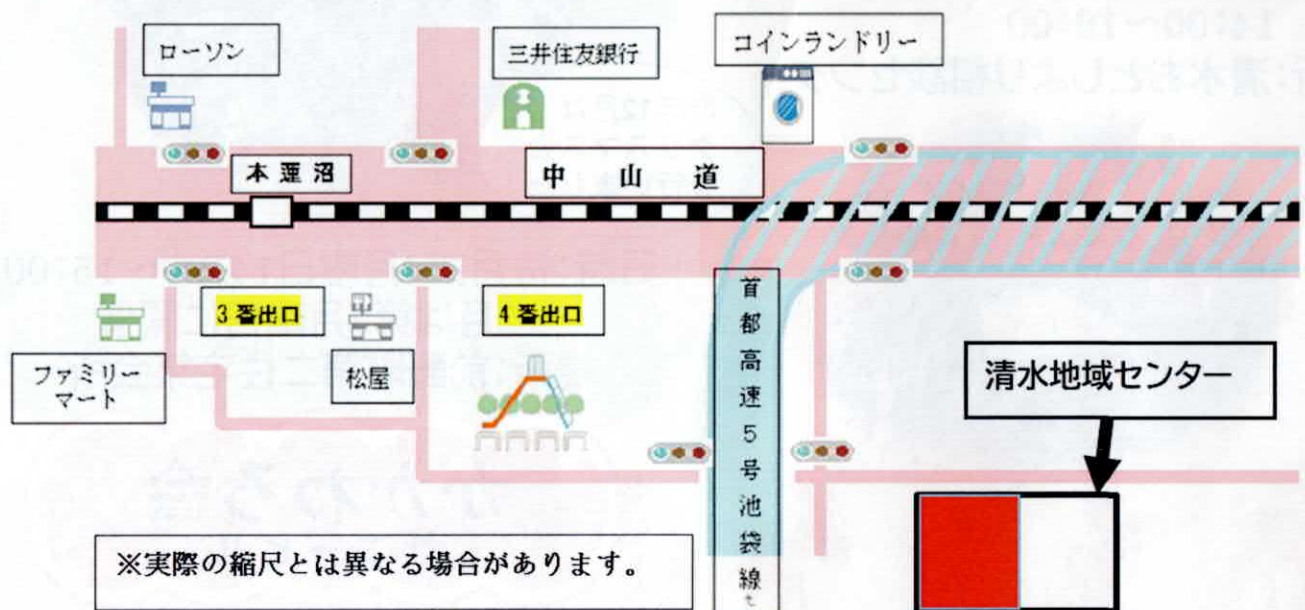 ローソン
三井住友銀行
コインランドリー
本蓮沼
中山道
3番出口
4番出口
首都高速5号池袋線
ファミリー
マート
松屋
清水地域センター
※実際の縮尺とは異なる場合があります。